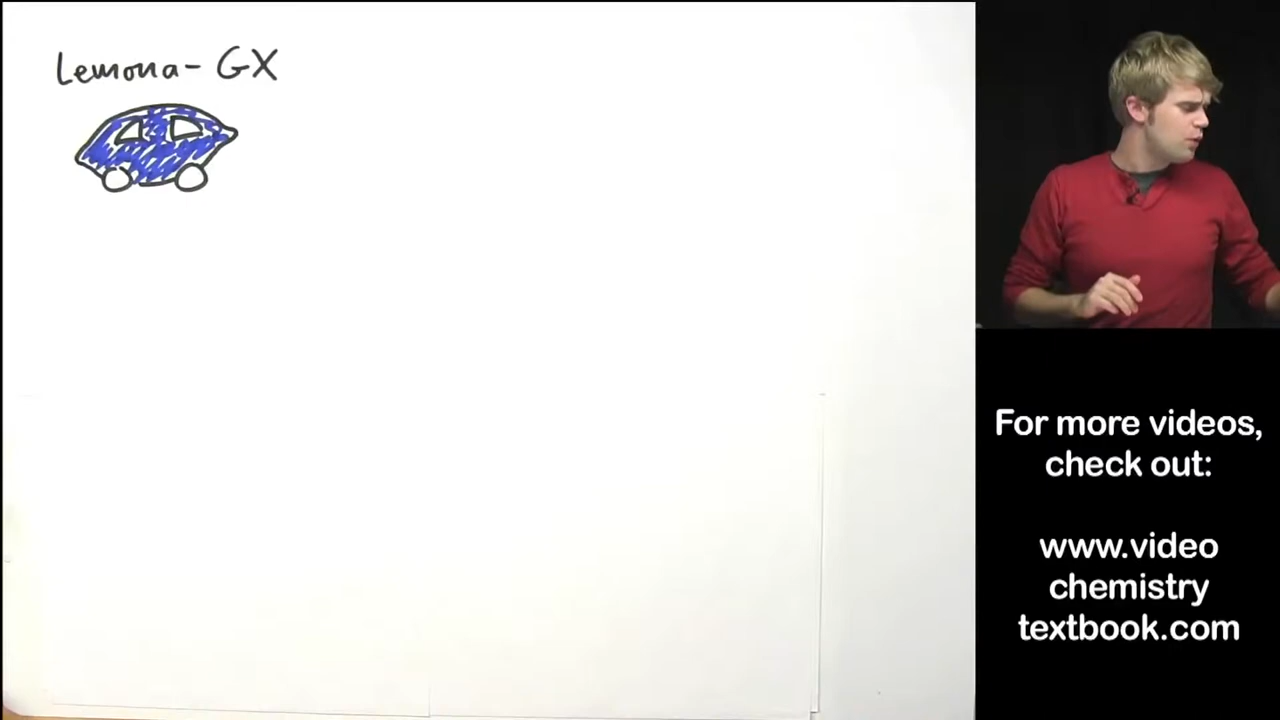 Lemona - GX
For more videos,
check out:
www.video
chemistry
textbook.com